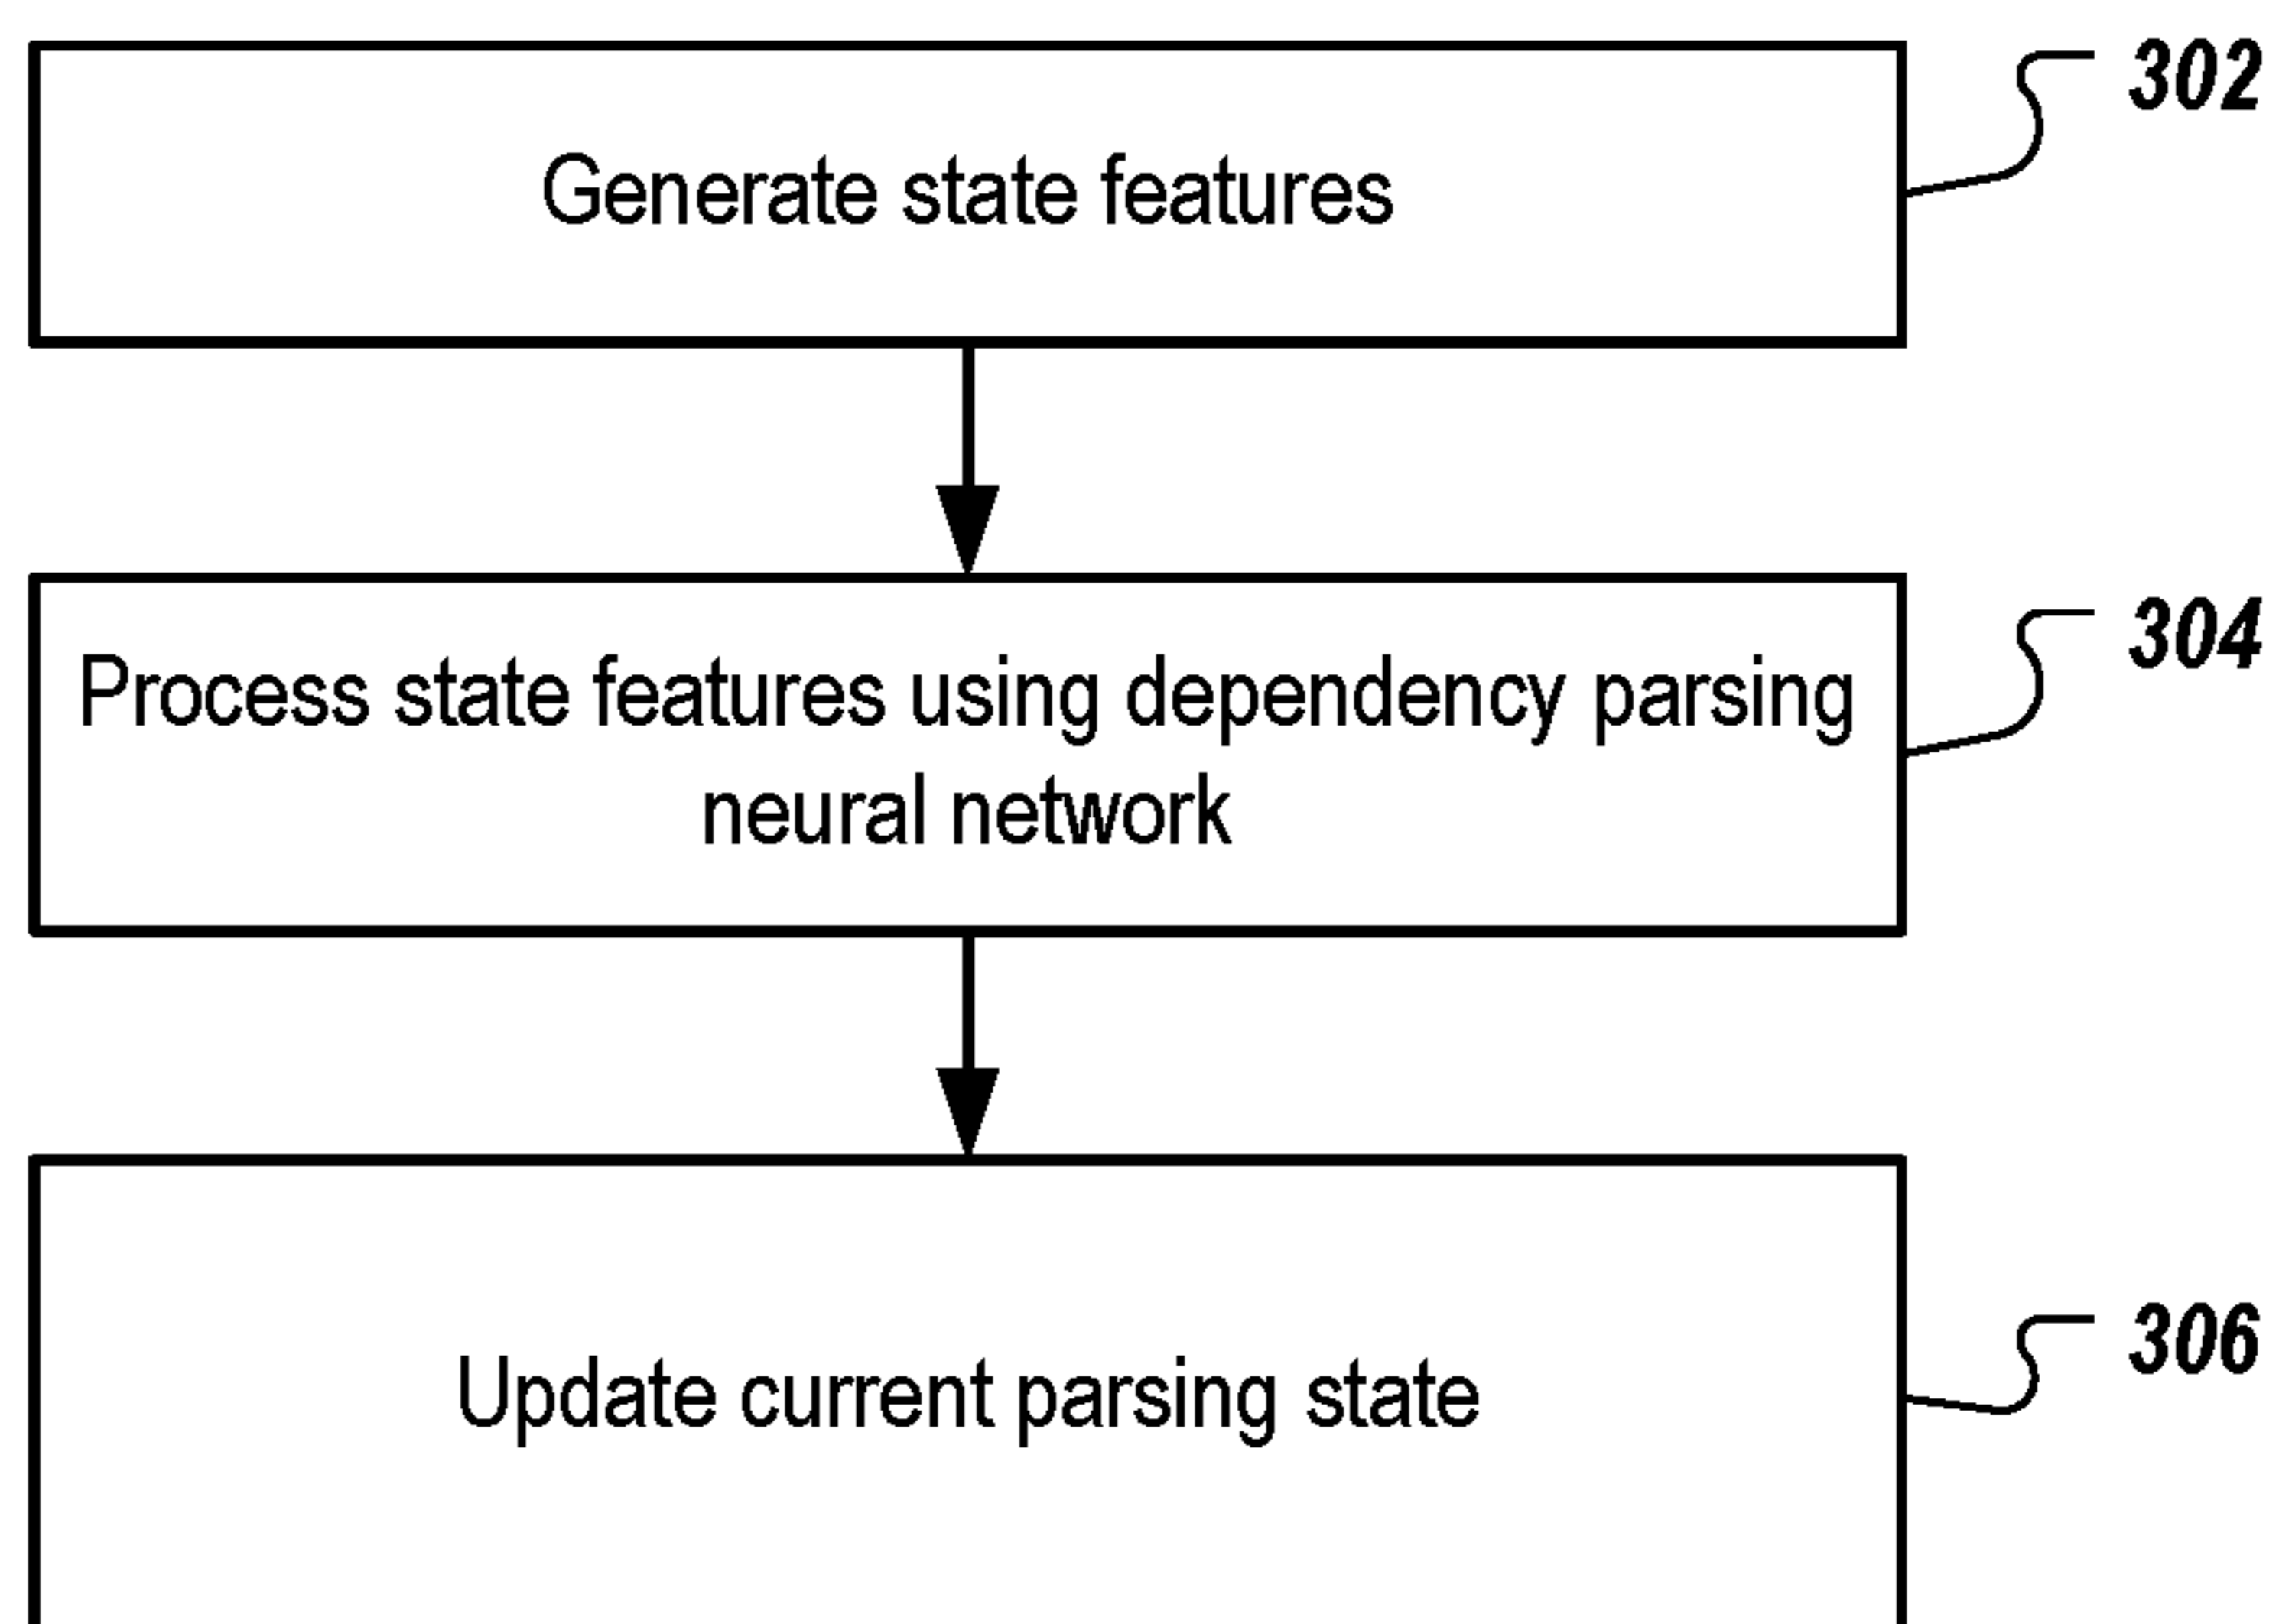 302
Generate state features
304
Process state features using dependency parsing
neural network
306
Update current parsing state